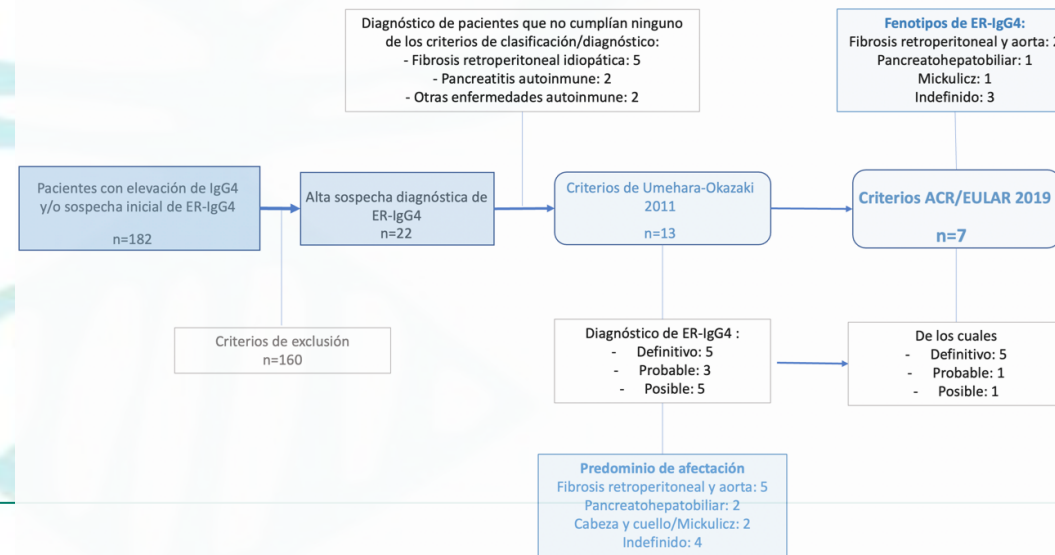 Diagnóstico de pacientes que no cumplían ninguno
de los criterios de clasificación/diagnóstico:
- Fibrosis retroperitoneal idiopática: 5
- Pancreatitis autoinmune: 2
- Otras enfermedades autoinmune: 2
Fenotipos de ER-IgG4:
Fibrosis retroperitoneal y aorta: 2
Pancreatohepatobiliar: 1
Mickulicz: 1
Indefinido: 3
Pacientes con elevación de IgG4
y/o sospecha inicial de ER-IgG4
n=182
Alta sospecha diagnóstica de
ER-IgG4
n=22
Criterios de Umehara-Okazaki
2011
n=13
Criterios ACR/EULAR 2019
n=7
Criterios de exclusión
n=160
Diagnóstico de ER-IgG4 :
- Definitivo: 5
- Probable: 3
- Posible: 5
De los cuales
- Definitivo: 5
- Probable: 1
- Posible: 1
Predominio de afectación
Fibrosis retroperitoneal y aorta: 5
Pancreatohepatobiliar: 2
Cabeza y cuello/Mickulicz: 2
Indefinido: 4